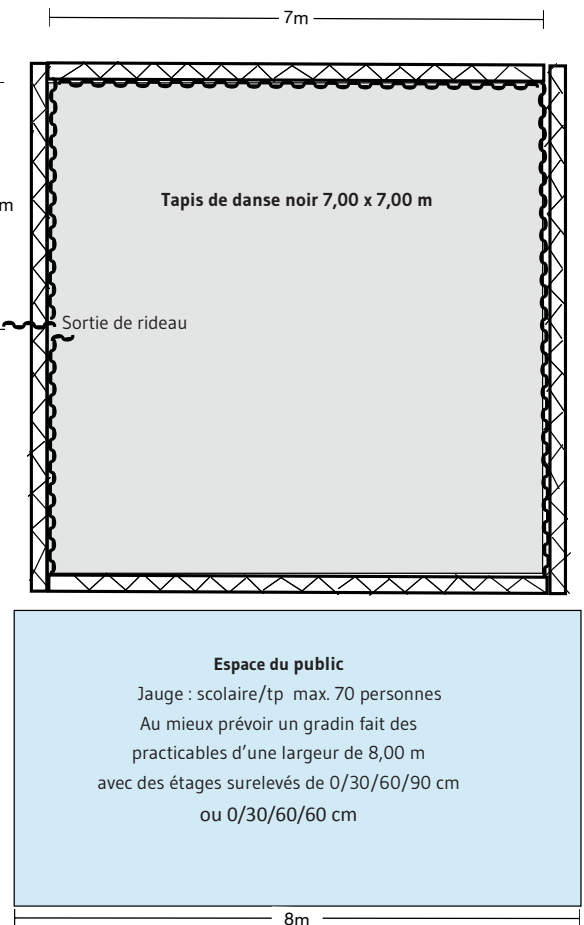 7m
Tapis de danse noir 7,00 x 7,00 m
m
Sortie de rideau
Espace du public
Jauge : scolaire/tp max. 70 personnes
Au mieux prévoir un gradin fait des
practicables d’une largeur de 8,00 m
avec des étages surelevés de 0/30/60/90 cm
ou 0/30/60/60 cm
8m